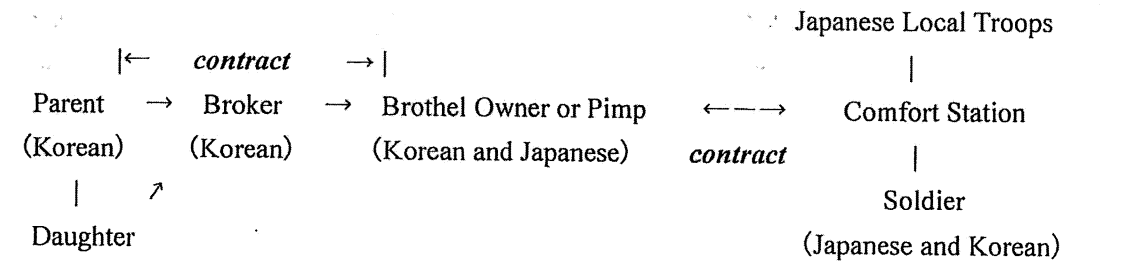 Japanese Local Troops
|← contract →| |
Parent → Broker → Brothel Owner or Pimp ←--→ Comfort Station
(Korean) (Korean) (Korean and Japanese) contract |
| ↗ Soldier
Daughter (Japanese and Korean)